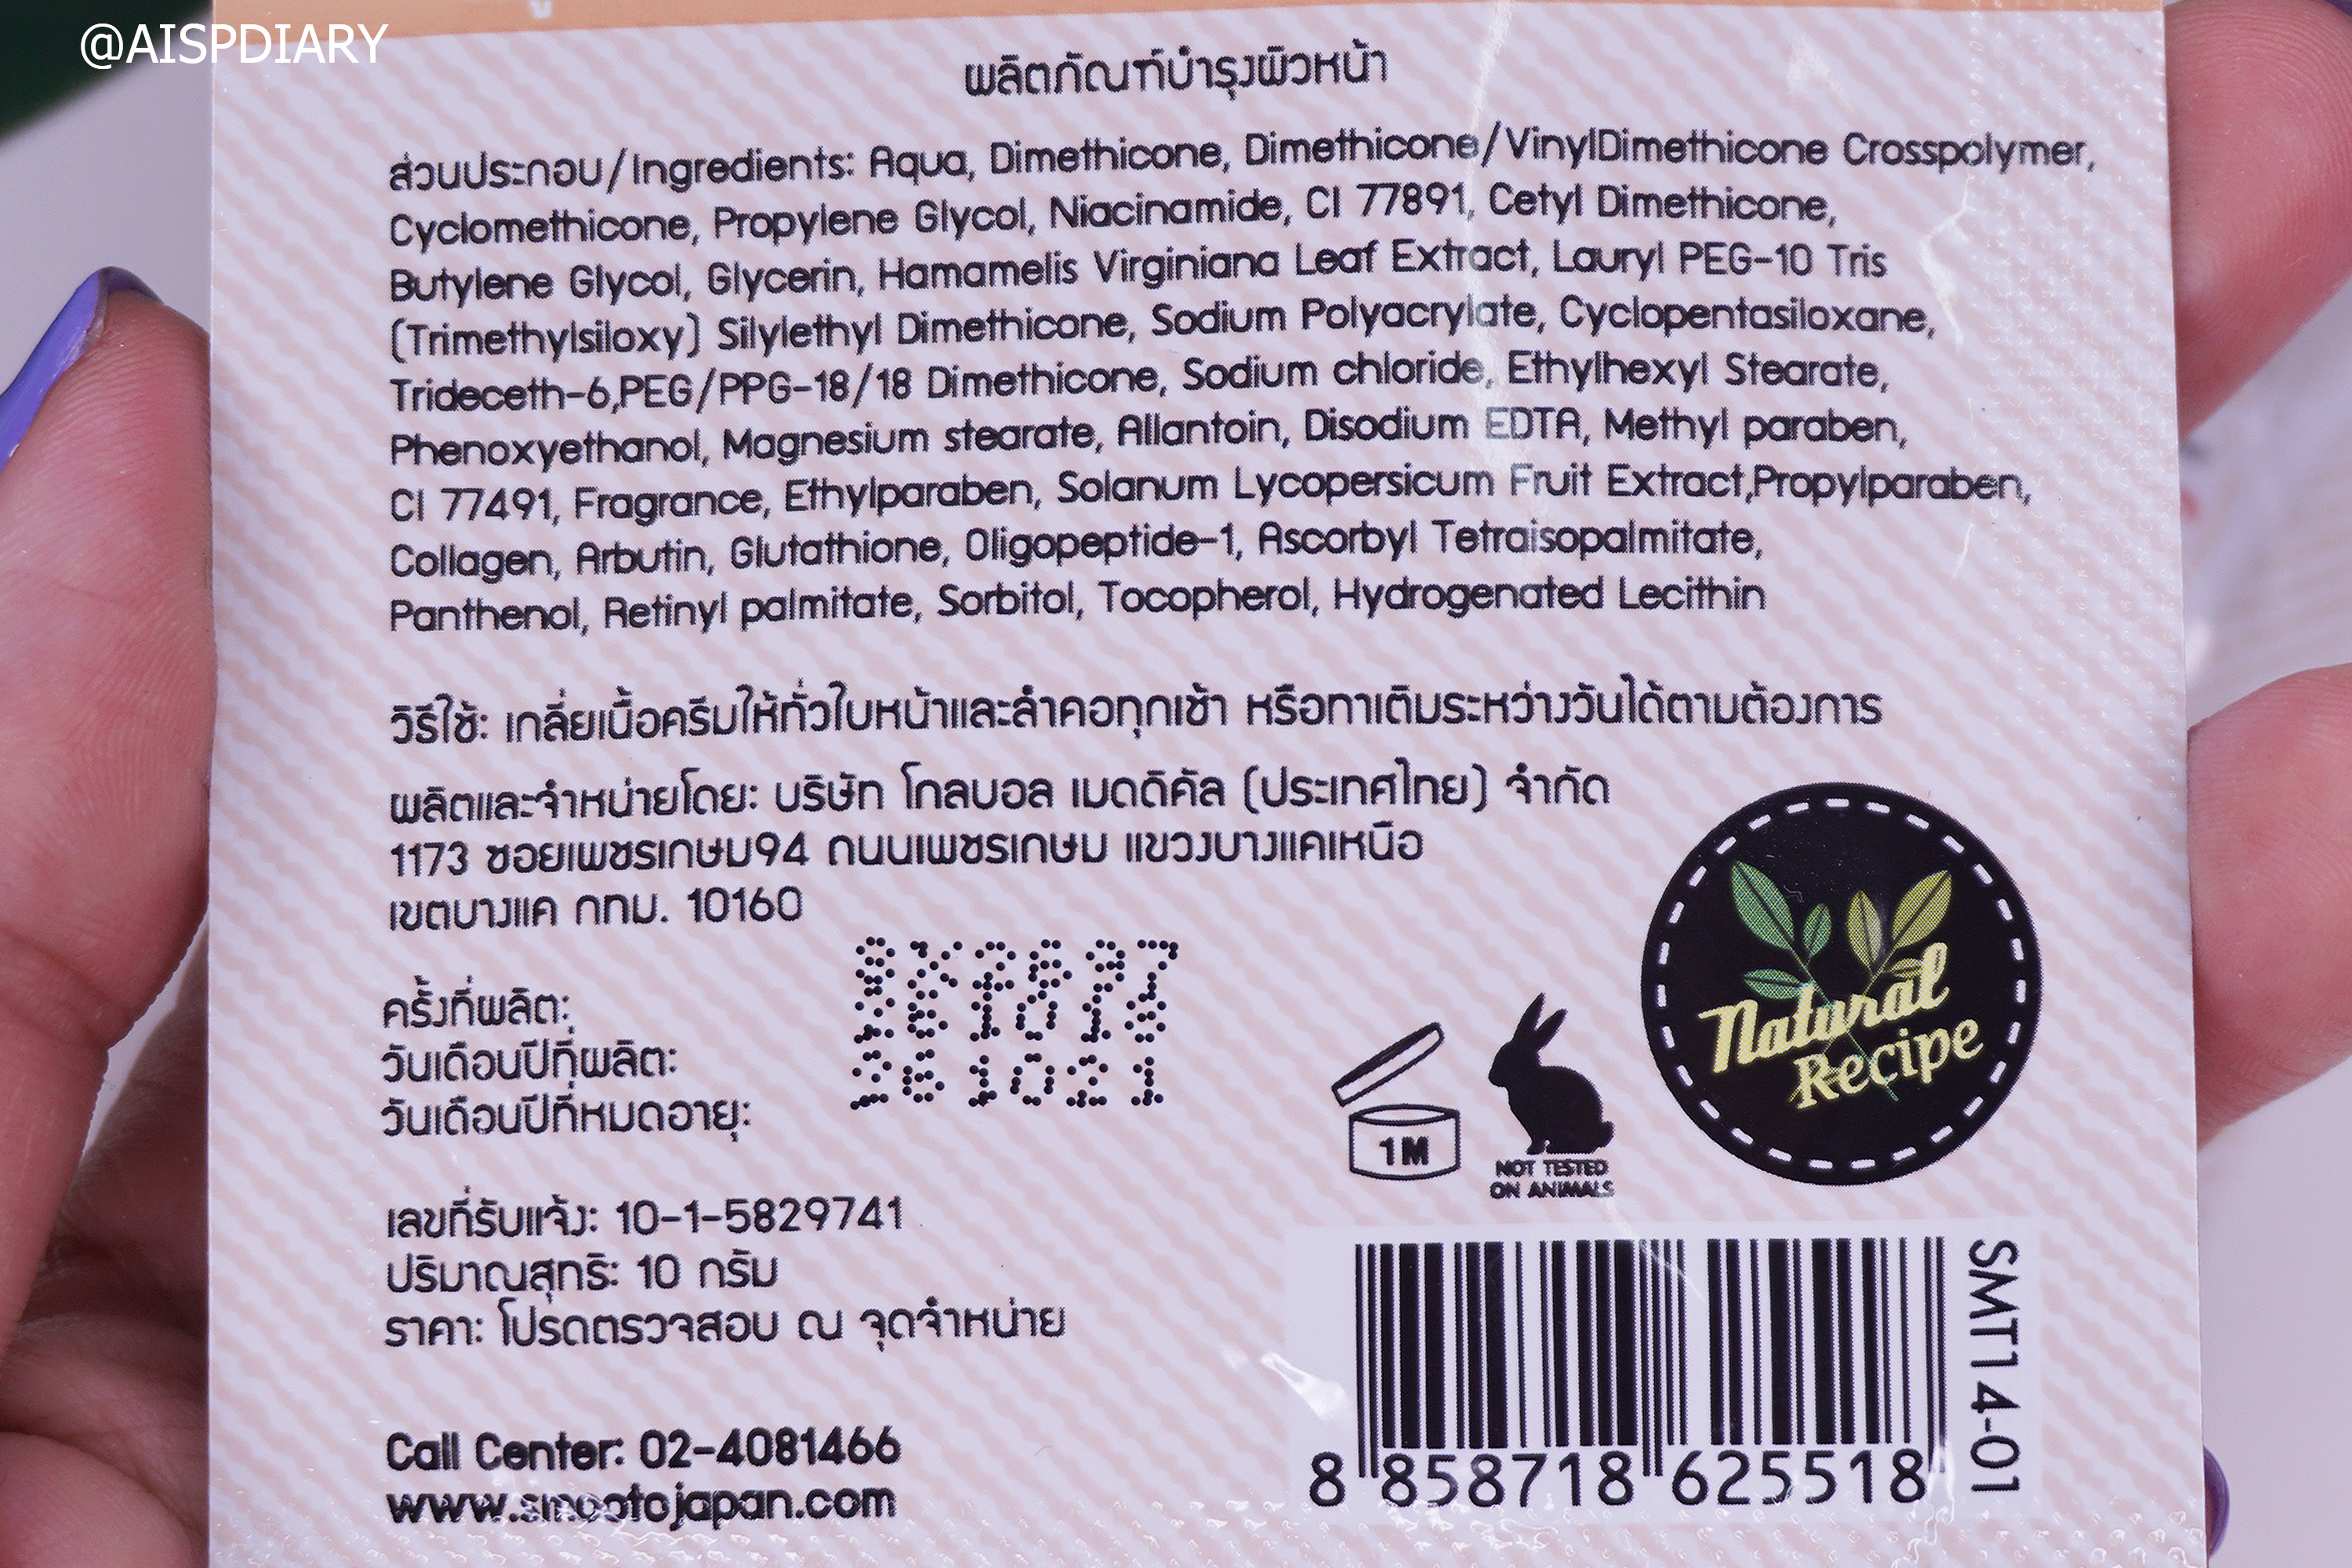 @AISPDIARY
ผลิตภัณฑ์บำรุงผิวหน้า
ส่วนประกอบ/Ingredients: Aqua, Dimethicone, Dimethicone/VinylDimethicone Crosspolymer,
Cyclomethicone, Propylene Glycol, Niacinamide, CI 77891, Cetyl Dimethicone,
Butylene Glycol, Glycerin, Hamamelis Virginiana Leaf Extract, Lauryl PEG-10 Tris
(Trimethylsiloxy) Silylethyl Dimethicone, Sodium Polyacrylate, Cyclopentasiloxane,
Trideceth-6,PEG/PPG-18/18 Dimethicone, Sodium chloride, Ethylhexyl Stearate,
Phenoxyethanol, Magnesium stearate, Allantoin, Disodium EDTA, Methyl paraben,
CI 77491, Fragrance, Ethylparaben, Solanum Lycopersicum Fruit Extract,Propylparaben,
Collagen, Arbutin, Glutathione, Oligopeptide-1, Ascorbyl Tetraisopalmitate,
Panthenol, Retinyl palmitate, Sorbitol, Tocopherol, Hydrogenated Lecithin
วิธีใช้: เกลี่ยเนื้อครีมให้ทั่วใบหน้าและลำคอทุกเช้า หรือทาเติมระหว่างวันได้ตามต้องการ
ผลิตและจำหน่ายโดย: บริษัท โกลบอล เมดดิคัล (ประเทศไทย) จำกัด
1173 ซอยเพชรเกษม94 ถนนเพชรเกษม แขวงบางแคเหนือ
เขตบางแค กทม. 10160
ครั้งที่ผลิต:
วันเดือนปีที่ผลิต:
วันเดือนปีที่หมดอายุ:
261021
1M
NOT TESTED
ON ANIMALS
Natural
Recipe
เลขที่รับแจ้ง: 10-1-5829741
ปริมาณสุทธิ: 10 กรัม
ราคา: โปรดตรวจสอบ ณ จุดจำหน่าย
Call Center: 02-4081466
www.smootojapan.com
SMT14-01
8 858718 625518